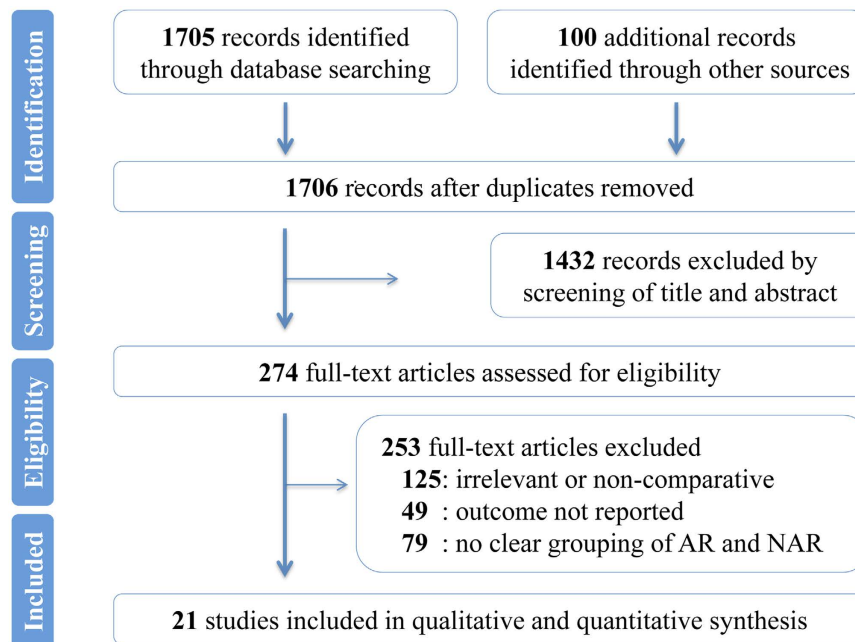 Identification
1705 records identified
through database searching
100 additional records
identified through other sources
1706 records after duplicates removed
Screening
1432 records excluded by
screening of title and abstract
Eligibility
274 full-text articles assessed for eligibility
253 full-text articles excluded
125: irrelevant or non-comparative
49 : outcome not reported
79 : no clear grouping of AR and NAR
Included
21 studies included in qualitative and quantitative synthesis